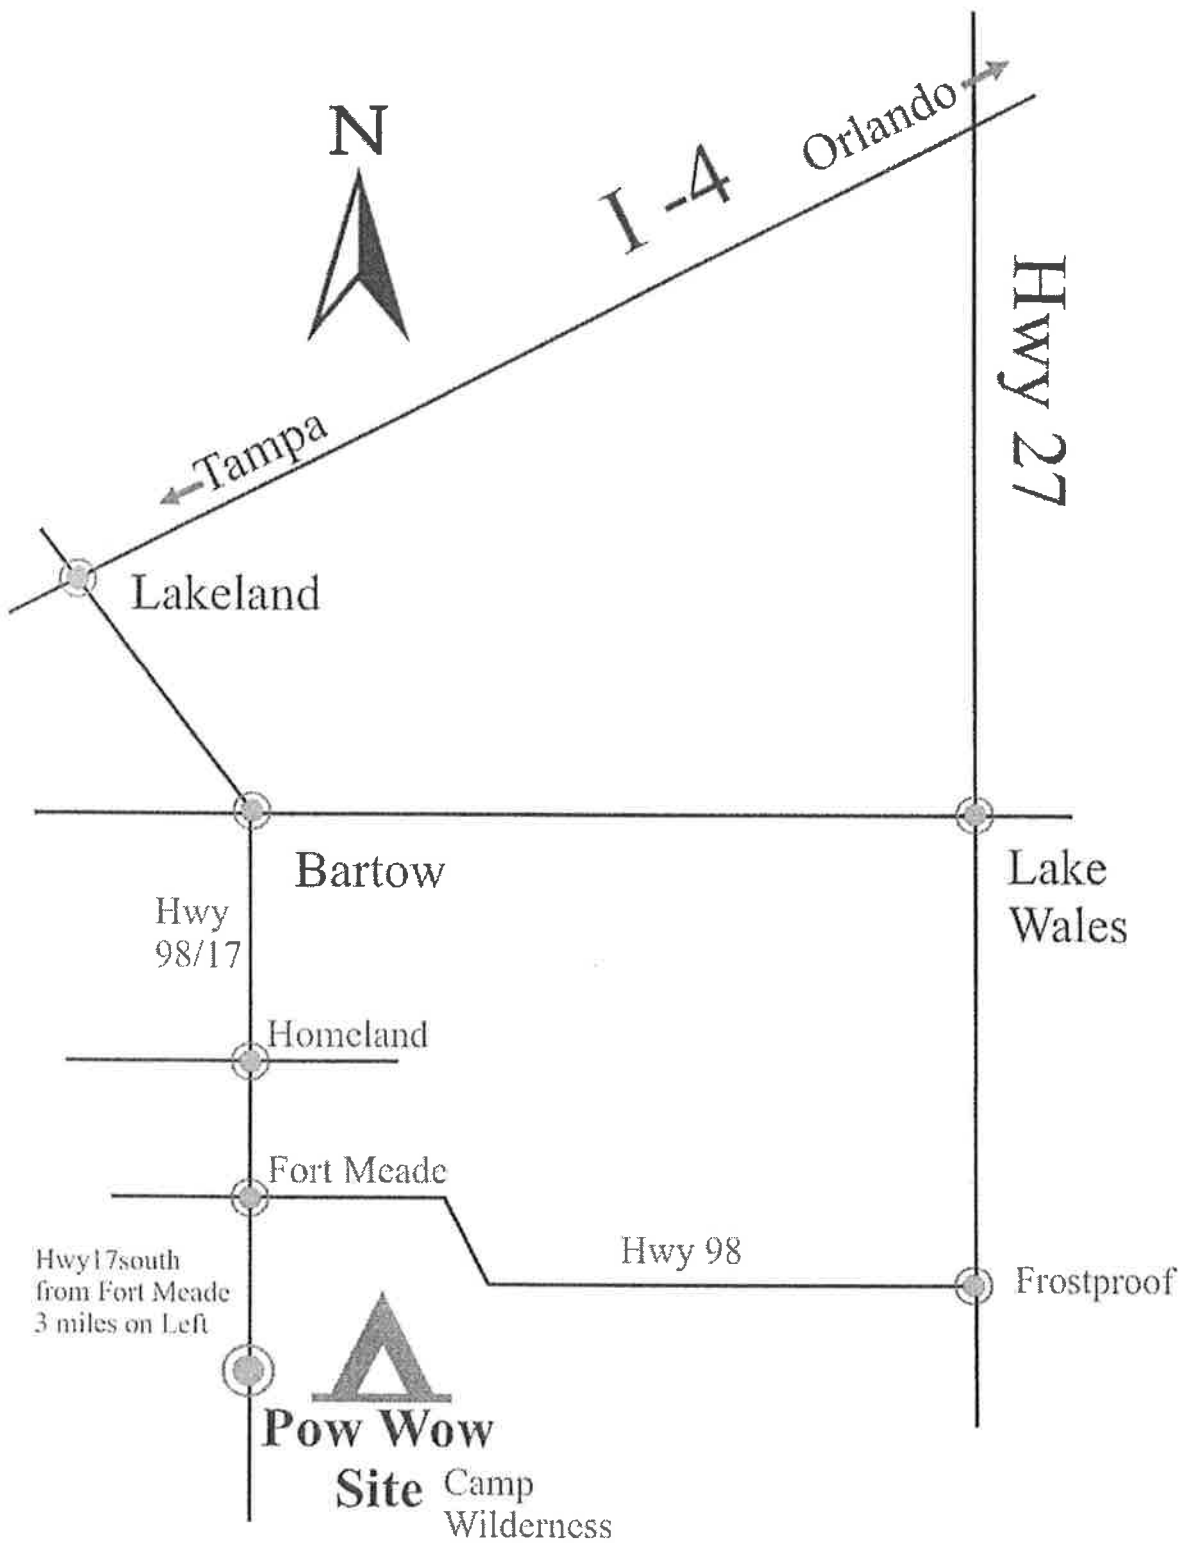 N
Orlando
I -4
Hwy 27
Tampa
Lakeland
Bartow
Lake
Wales
Hwy
98/17
Homeland
Fort Meade
Hwy 98
Frostproof
Hwy17south
from Fort Meade
3 miles on Left
Pow Wow
Site
Camp
Wilderness